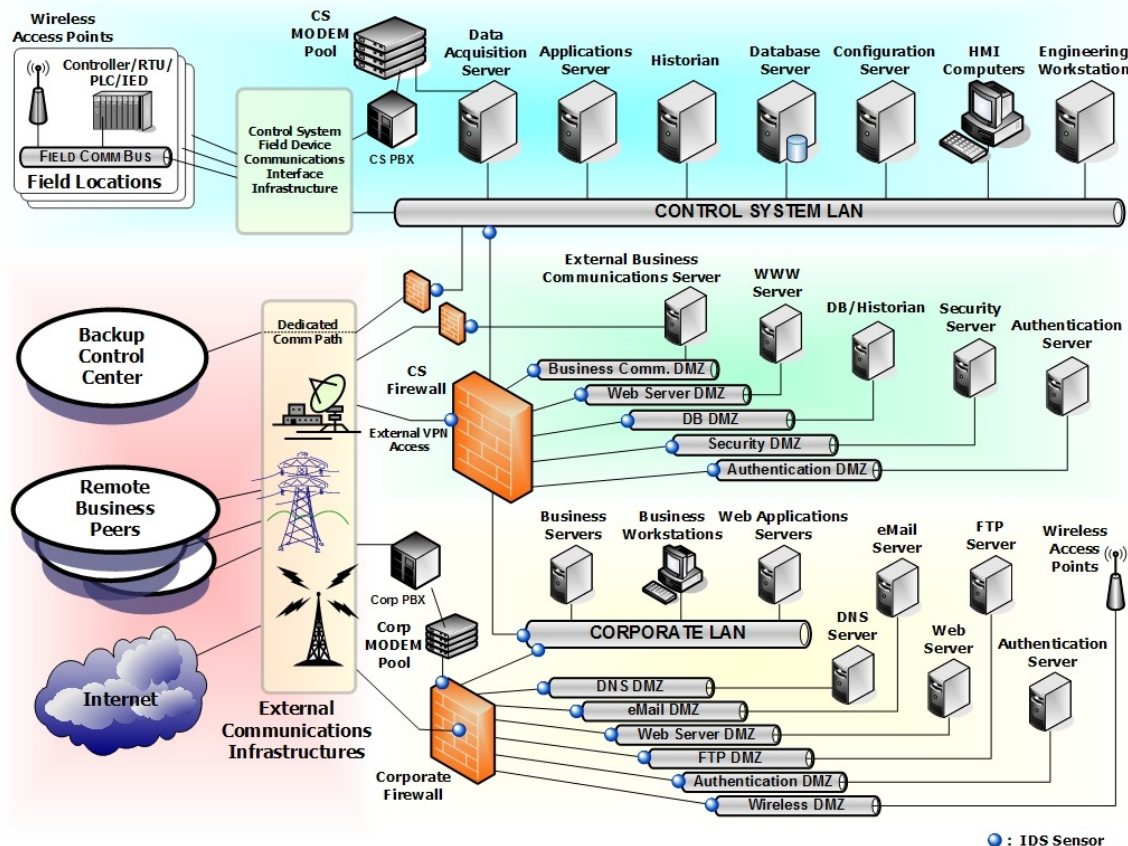 Wireless
Access Points
Controller/RTU/
PLC/IED
FIELD COMM BUS
Field Locations
Control System
Field Device
Communications
Interface
Infrastructure
CS
MODEM
Pool
CS PBX
Data
Acquisition
Server
Applications
Server
Historian
Database
Server
Configuration
Server
HMI
Computers
Engineering
Workstation
CONTROL SYSTEM LAN
Backup
Control
Center
Dedicated
Comm Path
External Business
Communications Server
WWW
Server
DB/Historian
Security
Server
Authentication
Server
CS
Firewall
External VPN
Access
Business Comm. DMZ
Web Server DMZ
DB DMZ
Security DMZ
Authentication DMZ
Remote
Business
Peers
Internet
External
Communications
Infrastructures
Corp PBX
Corp
MODEM
Pool
Business
Servers
Business
Workstations
Web Applications
Servers
eMail
Server
FTP
Server
Wireless
Access
Points
CORPORATE LAN
DNS
Server
Web
Server
Authentication
Server
DNS DMZ
eMail DMZ
Web Server DMZ
FTP DMZ
Authentication DMZ
Wireless DMZ
Corporate
Firewall
: IDS Sensor